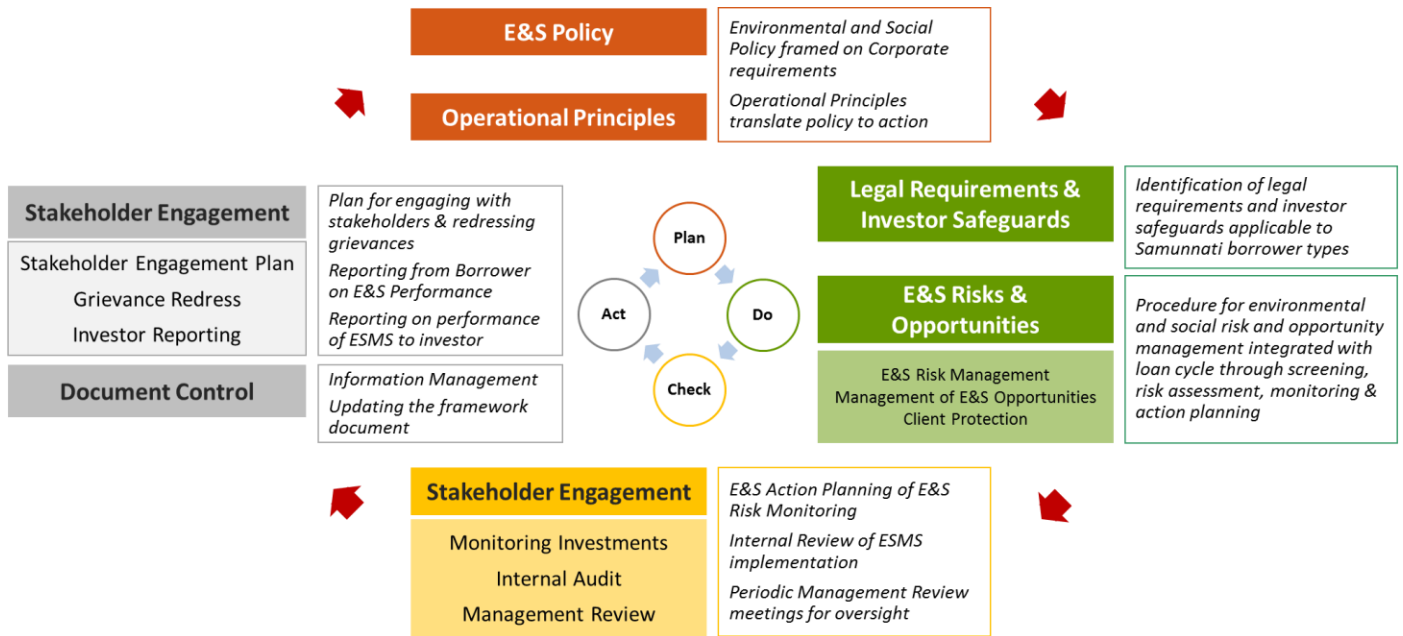 E&S Policy
Operational Principles
Environmental and Social
Policy framed on Corporate
requirements
Operational Principles
translate policy to action
Stakeholder Engagement
Stakeholder Engagement Plan
Grievance Redress
Investor Reporting
Plan for engaging with
stakeholders & redressing
grievances
Reporting from Borrower
on E&S Performance
Reporting on performance
of ESMS to investor
Document Control
Information Management
Updating the framework
document
Plan
Act
Do
Check
Legal Requirements &
Investor Safeguards
Identification of legal
requirements and investor
safeguards applicable to
Samunnati borrower types
E&S Risks &
Opportunities
E&S Risk Management
Management of E&S Opportunities
Client Protection
Procedure for environmental
and social risk and opportunity
management integrated with
loan cycle through screening,
risk assessment, monitoring &
action planning
Stakeholder Engagement
Monitoring Investments
Internal Audit
Management Review
E&S Action Planning of E&S
Risk Monitoring
Internal Review of ESMS
implementation
Periodic Management Review
meetings for oversight